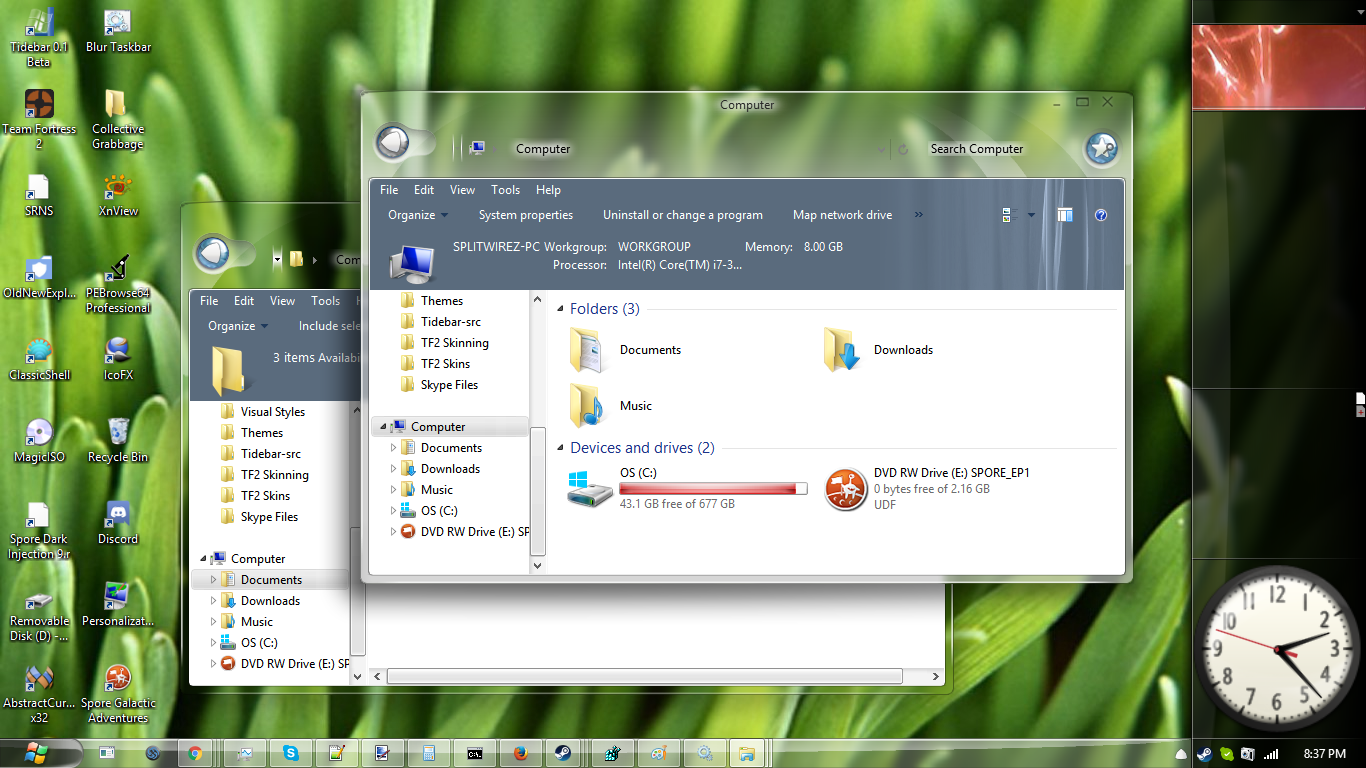 Tidebar 0.1
Beta
Blur Taskbar
Team Fortress
2
Collective
Grabbage
SRNS
XnView
OldNewExpl...
PEBrowse64
Professional
ClassicShell
IcoFX
MagicISO
Recycle Bin
Spore Dark
Injection 9.r
Discord
Removable
Disk (D) -...
Personalizat...
AbstractCur...
x32
Spore Galactic
Adventures
Com
File Edit View Tools H
Organize Include sele
3 items Availabi
Visual Styles
Themes
Tidebar-src
TF2 Skinning
TF2 Skins
Skype Files
Computer
Documents
Downloads
Music
OS (C:)
DVD RW Drive (E:) SP
Computer
Computer
Search Computer
File Edit View Tools Help
Organize System properties Uninstall or change a program Map network drive »
SPLITWIREZ-PC Workgroup: WORKGROUP Memory: 8.00 GB
Processor: Intel(R) Core(TM) i7-3...
Themes
Tidebar-src
TF2 Skinning
TF2 Skins
Skype Files
Computer
Documents
Downloads
Music
OS (C:)
DVD RW Drive (E:) SP
Folders (3)
Documents
Downloads
Music
Devices and drives (2)
OS (C:)
43.1 GB free of 677 GB
DVD RW Drive (E:) SPORE_EP1
0 bytes free of 2.16 GB
UDF
12
11
10
9
8
7
6
5
4
3
2
8:37 PM